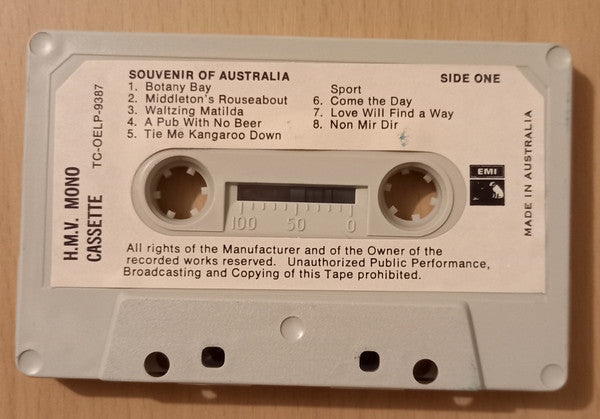 SOUVENIR OF AUSTRALIA
SIDE ONE
1. Botany Bay
2. Middleton's Rouseabout
3. Waltzing Matilda
4. A Pub With No Beer
5. Tie Me Kangaroo Down
Sport
6. Come the Day
7. Love Will Find a Way
8. Non Mir Dir
H.M.V. MONO
CASSETTE
TC-OELP-9387
EMI
MADE IN AUSTRALIA
100 50 0
All rights of the Manufacturer and of the Owner of the
recorded works reserved. Unauthorized Public Performance,
Broadcasting and Copying of this Tape prohibited.